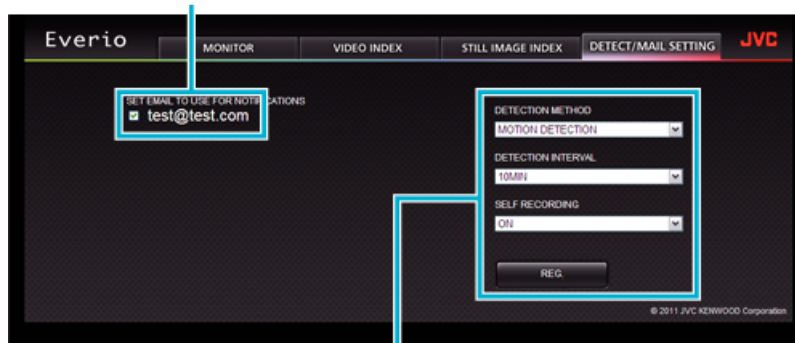 Everio
MONITOR
VIDEO INDEX
STILL IMAGE INDEX
DETECT/MAIL SETTING
JVC
SET EMAIL TO USE FOR NOTIFICATIONS
test@test.com
DETECTION METHOD
MOTION DETECTION
DETECTION INTERVAL
10MIN
SELF RECORDING
ON
REG.
© 2011 JVC KENWOOD Corporation